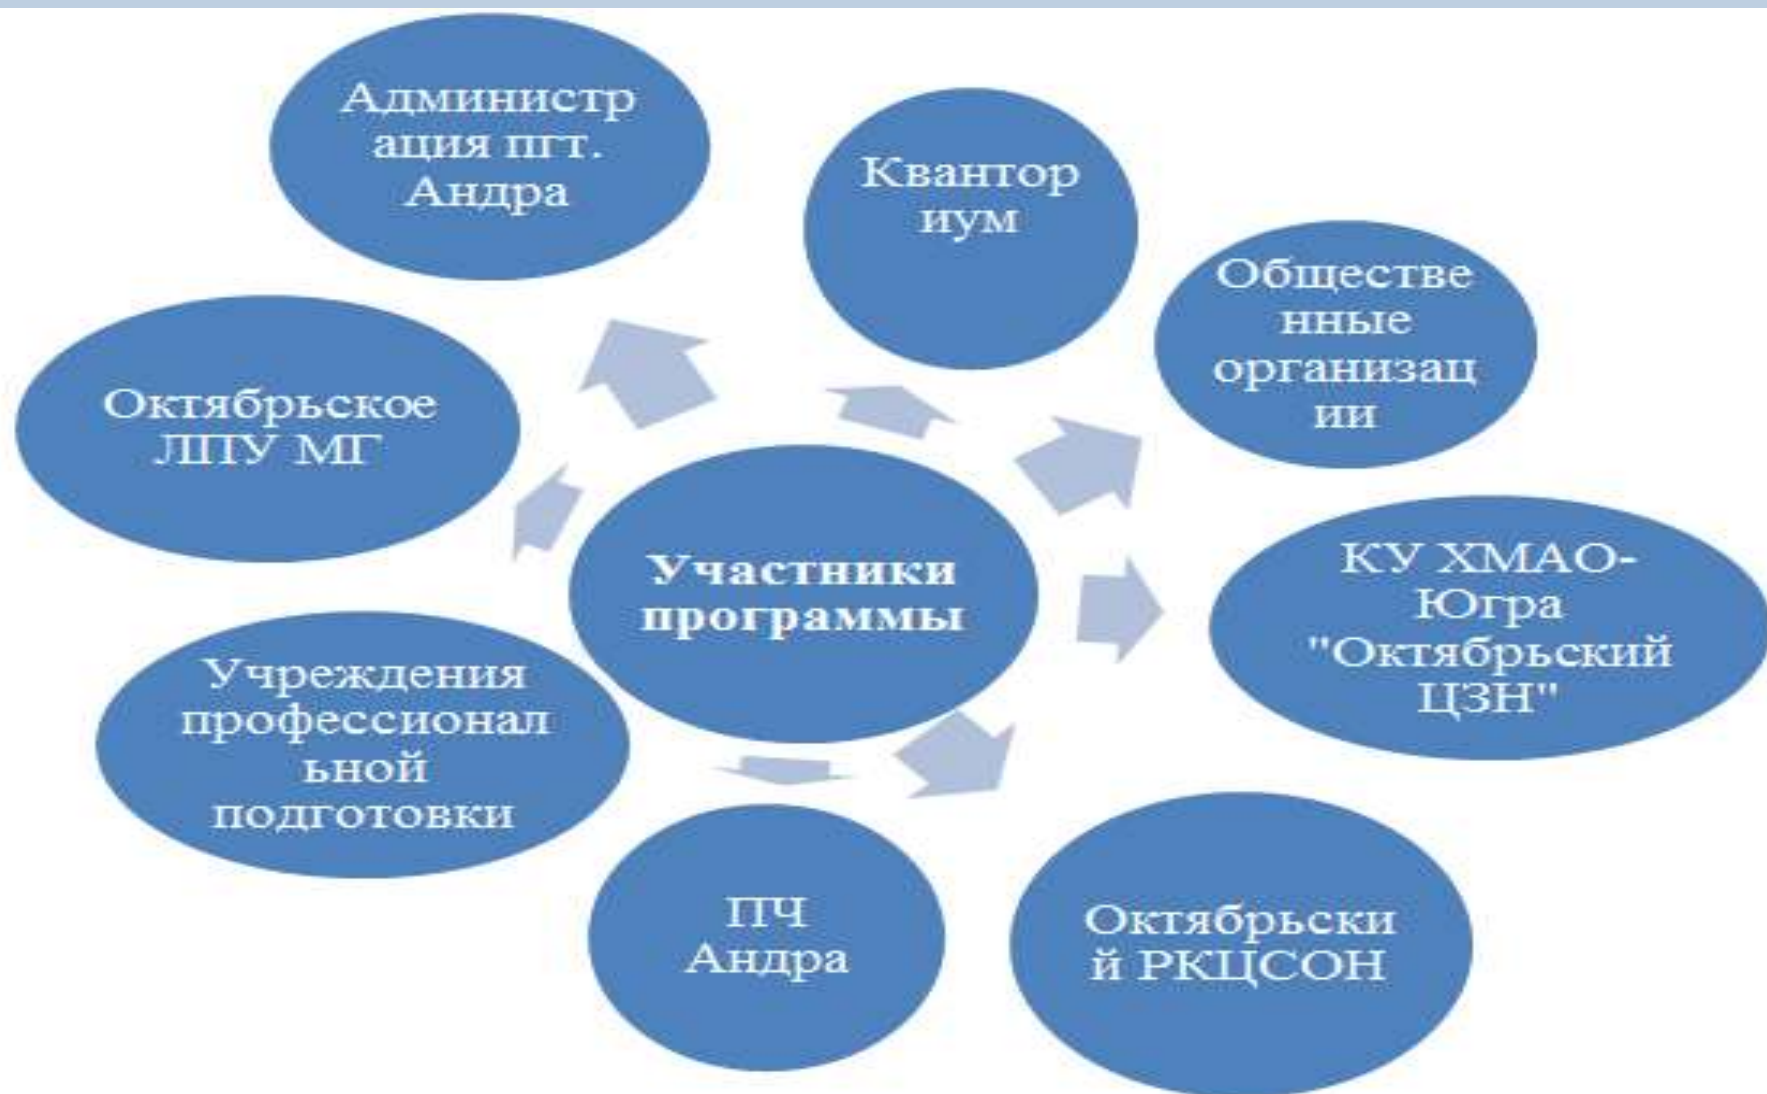 Администр
ация пгт.
Андра
Квантор
иум
Обществе
нные
организац
ии
Октябрьское
ЛПУ МГ
Участники
программы
КУ ХМАО-
Югра
"Октябрьский
ЦЗН"
Учреждения
профессионал
ьной
подготовки
ПЧ
Андра
Октябрьски
й РКЦСОН